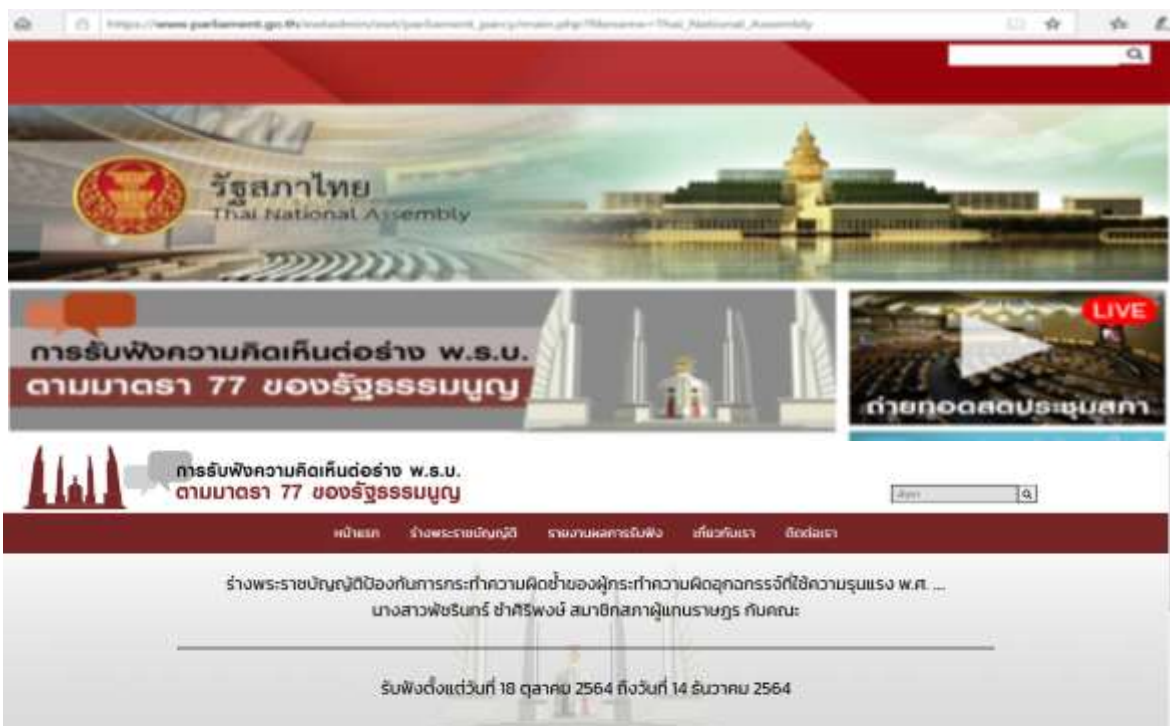 https://www.parliament.go.th/ewtadmin/ewt/parliament_parcy/main.php?filename=Thai_National_Assembly
รัฐสภาไทย
Thai National Assembly
การรับฟังความคิดเห็นต่อร่าง พ.ร.บ.
ตามมาตรา 77 ของรัฐธรรมนูญ
LIVE
ถ่ายทอดสดประชุมสภา
การรับฟังความคิดเห็นต่อร่าง พ.ร.บ.
ตามมาตรา 77 ของรัฐธรรมนูญ
ค้นหา
หน้าแรก ร่างพระราชบัญญัติ รายงานผลการรับฟัง เกี่ยวกับเรา ติดต่อเรา
ร่างพระราชบัญญัติป้องกันการกระทำความผิดซ้ำของผู้กระทำความผิดอุกฉกรรจ์ที่ใช้ความรุนแรง พ.ศ. ....
นางสาวพัชรินทร์ ซำศิริพงษ์ สมาชิกสภาผู้แทนราษฎร กับคณะ
รับฟังตั้งแต่วันที่ 18 ตุลาคม 2564 ถึงวันที่ 14 ธันวาคม 2564